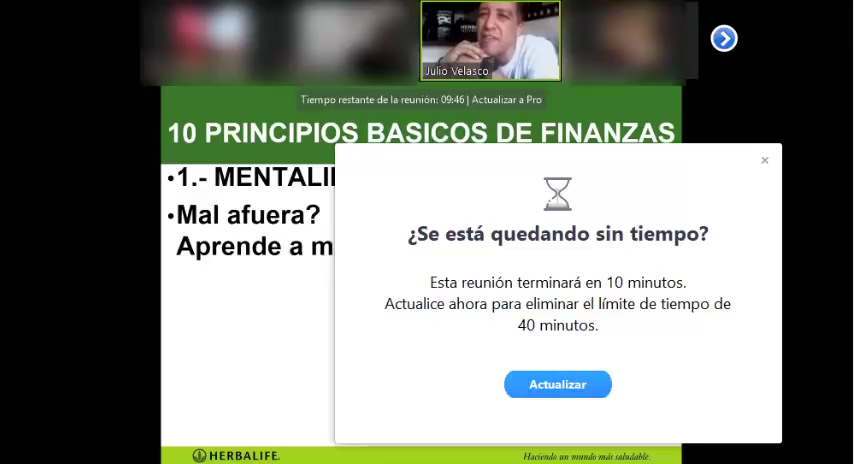 HERBAL
Julio Velasco
Tiempo restante de la reunión: 09:46 | Actualizar a Pro
10 PRINCIPIOS BASICOS DE FINANZAS
•1.- MENTALI
•Mal afuera?
Aprende a m
×
¿Se está quedando sin tiempo?
Esta reunión terminará en 10 minutos.
Actualice ahora para eliminar el límite de tiempo de
40 minutos.
Actualizar
HERBALIFE.
Haciendo un mundo más saludable.